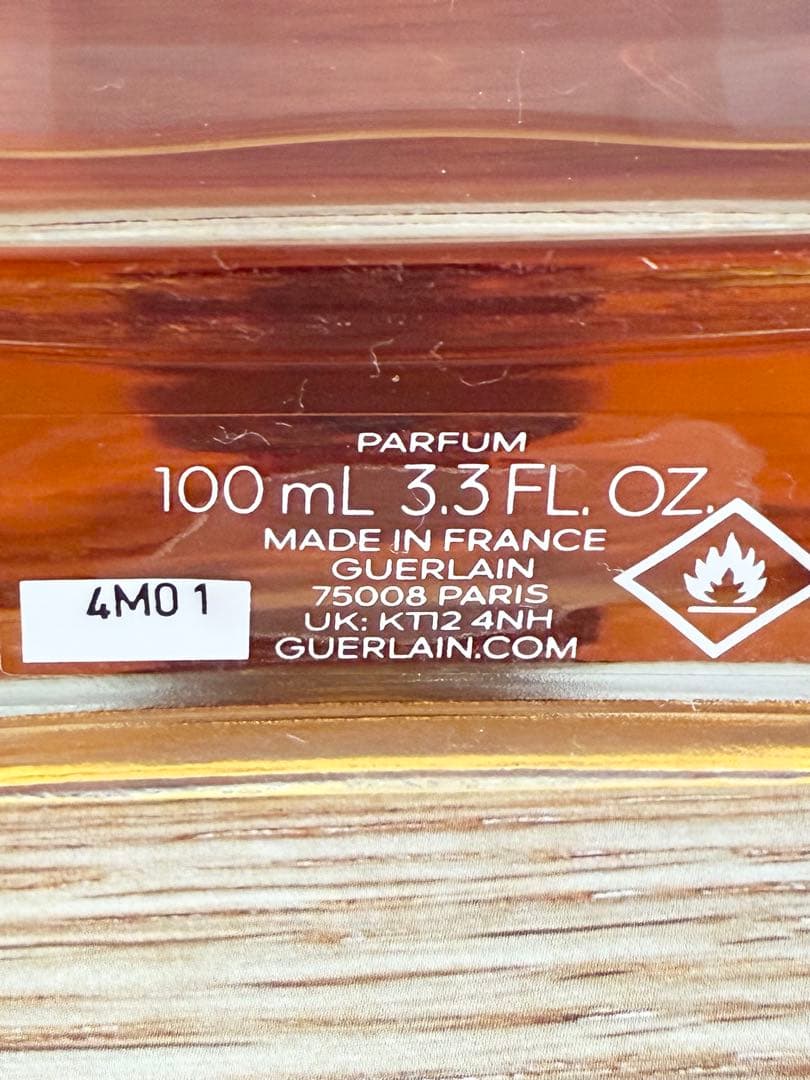 PARFUM
100 mL 3.3 FL. OZ.
MADE IN FRANCE
GUERLAIN
75008 PARIS
UK: KT12 4NH
GUERLAIN.COM
4M01